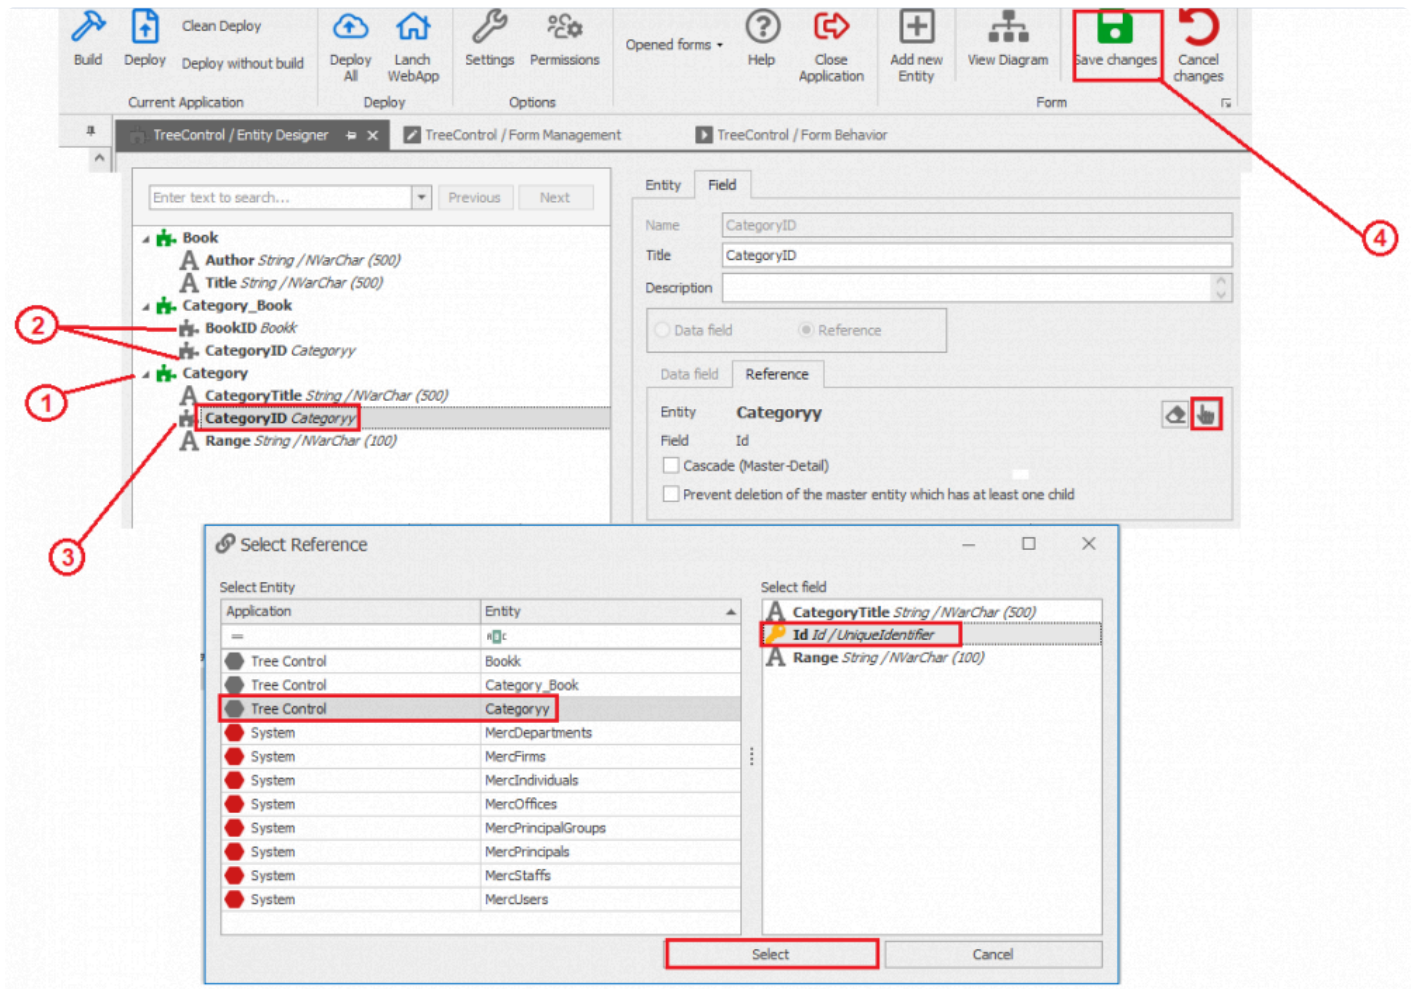 Build
Deploy
Clean Deploy
Deploy without build
Deploy All
Lanch WebApp
Settings
Permissions
Opened forms
Help
Close Application
Add new Entity
View Diagram
Save changes
Cancel changes
Current Application
Deploy
Options
Form
TreeControl / Entity Designer
TreeControl / Form Management
TreeControl / Form Behavior
Enter text to search...
Previous
Next
Entity
Field
Name CategoryID
Title CategoryID
Description
Data field
Reference
Data field
Reference
Entity Categoryy
Field Id
Cascade (Master-Detail)
Prevent deletion of the master entity which has at least one child
Book
Author String / NVarChar (500)
Title String / NVarChar (500)
Category_Book
BookID Bookk
CategoryID Categoryy
Category
CategoryTitle String / NVarChar (500)
CategoryID Categoryy
Range String / NVarChar (100)
1
2
3
4
Select Reference
Select Entity
Application Entity
=
Tree Control Bookk
Tree Control Category_Book
Tree Control Categoryy
System MercDepartments
System MercFirms
System MercIndividuals
System MercOffices
System MercPrincipalGroups
System MercPrincipals
System MercStaffs
System MercUsers
Select field
CategoryTitle String / NVarChar (500)
Id Id / UniqueIdentifier
Range String / NVarChar (100)
Select
Cancel